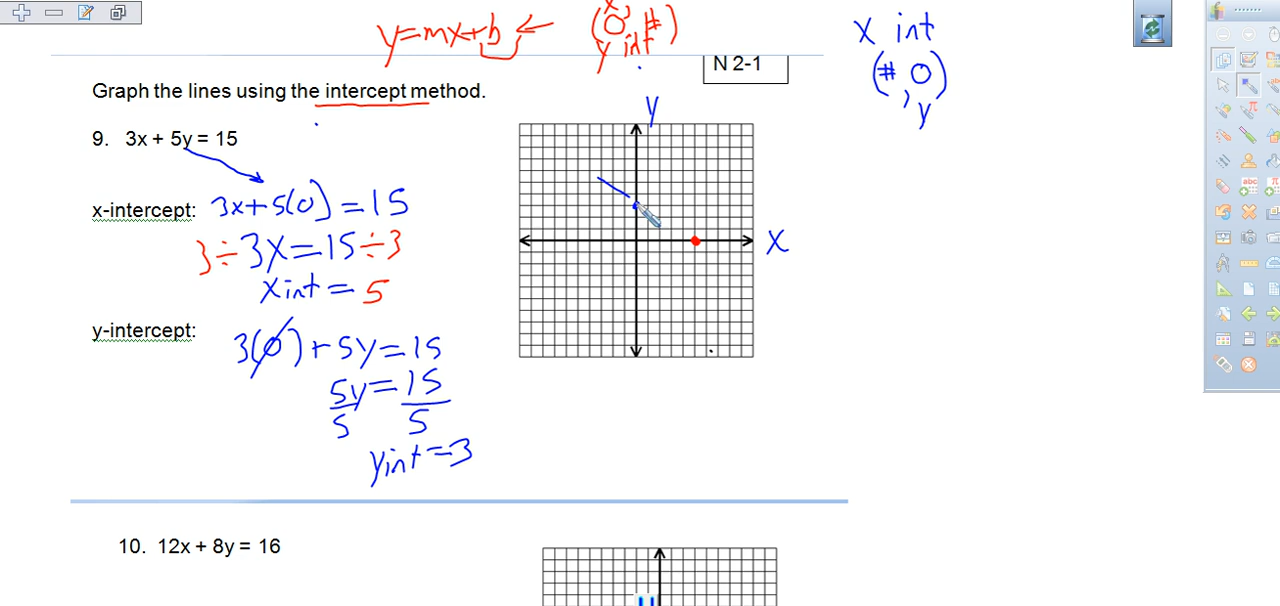 y=mx+b ← (0, #)
x
y int
x int
(#, 0)
y
N 2-1
Graph the lines using the intercept method.
9. 3x + 5y = 15
x-intercept: 3x+5(0)=15
3÷3x=15÷3
x int = 5
y-intercept:
3(0)+5y=15
5y=15
5 5
y int=3
y
x
10. 12x + 8y = 16